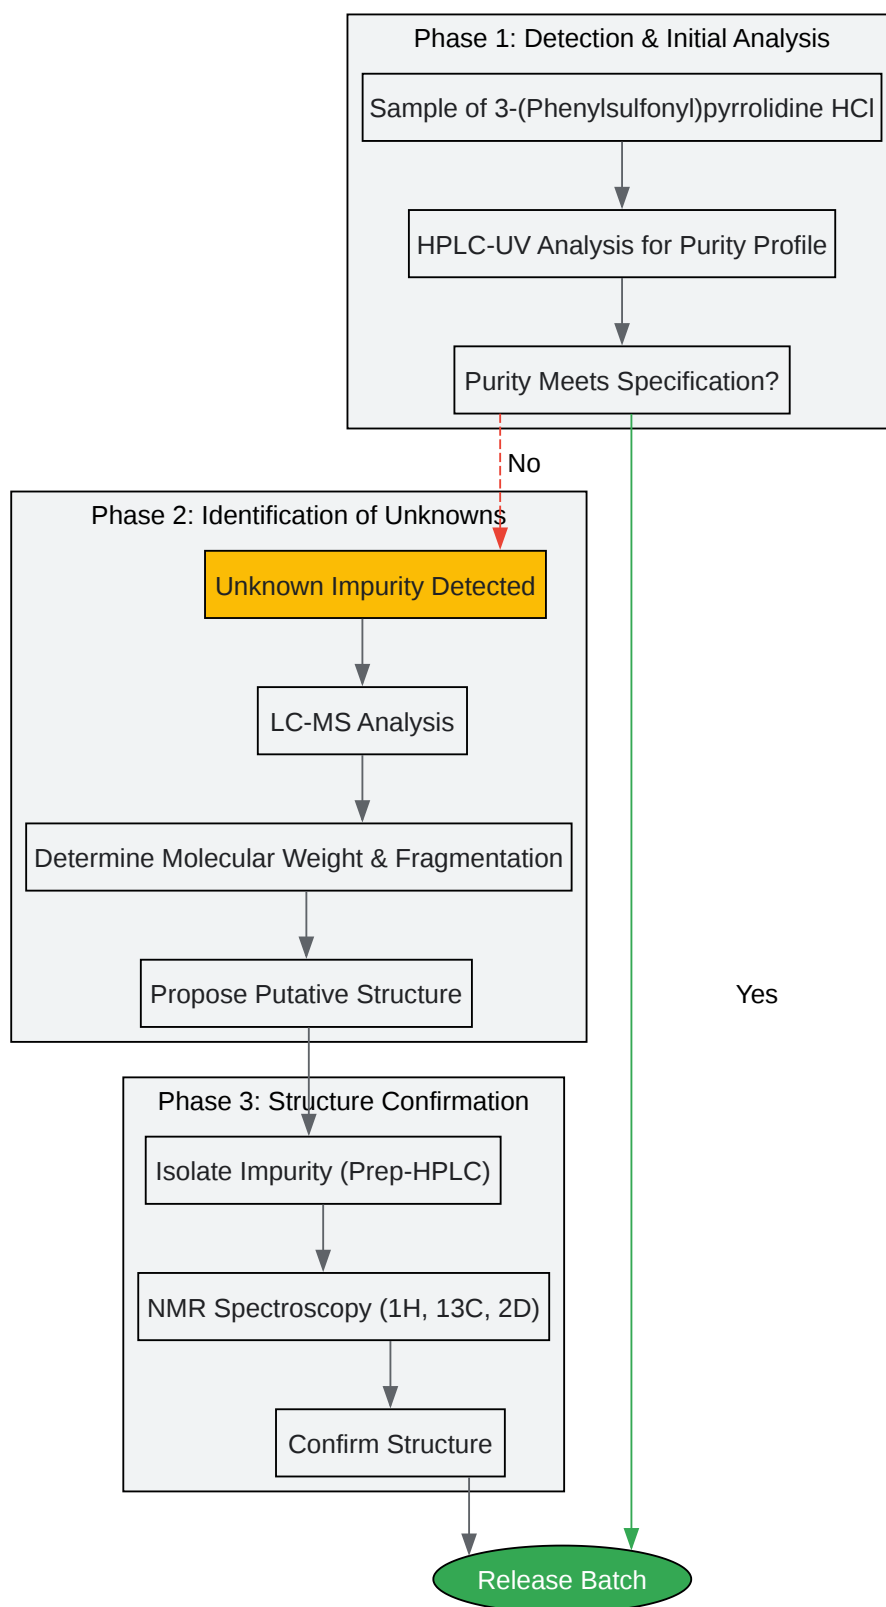 Phase 1: Detection & Initial Analysis
Sample of 3-(Phenylsulfonyl)pyrrolidine HCl
HPLC-UV Analysis for Purity Profile
Purity Meets Specification?
No
Phase 2: Identification of Unknowns
Unknown Impurity Detected
LC-MS Analysis
Determine Molecular Weight & Fragmentation
Propose Putative Structure
Yes
Phase 3: Structure Confirmation
Isolate Impurity (Prep-HPLC)
NMR Spectroscopy (1H, 13C, 2D)
Confirm Structure
Release Batch